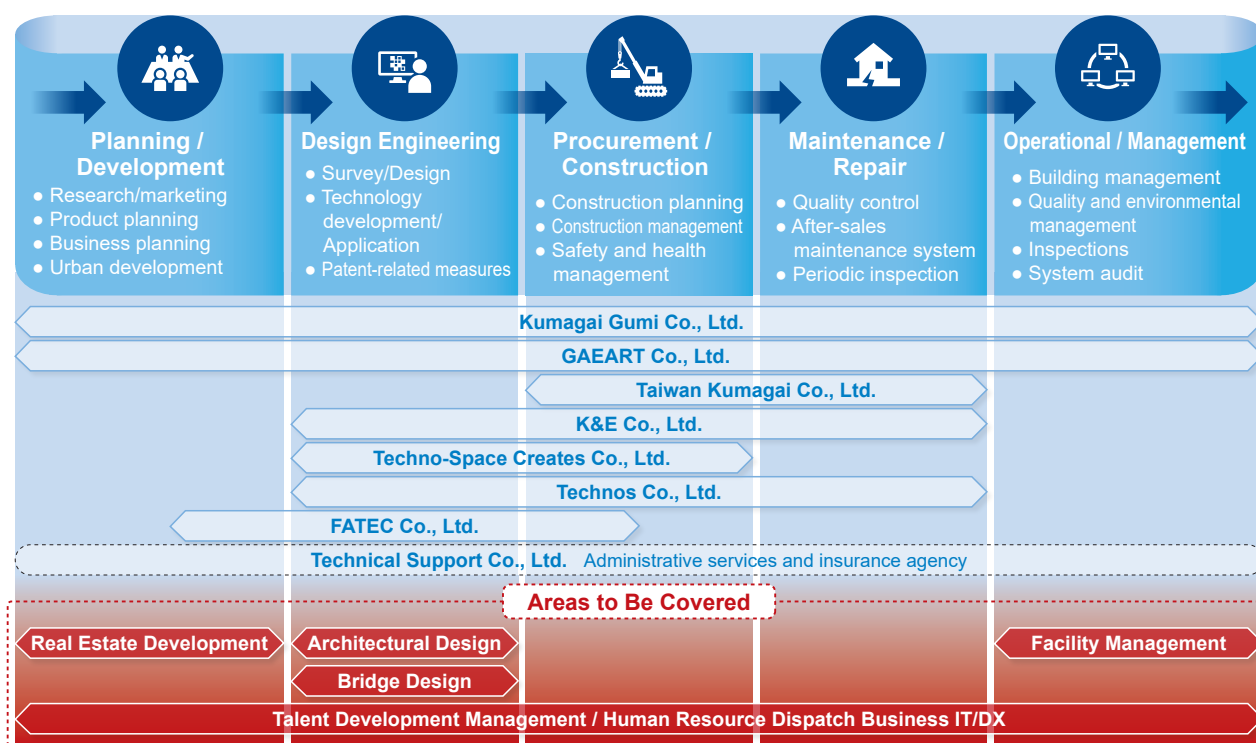 Planning /
Development
● Research/marketing
● Product planning
● Business planning
● Urban development
Design Engineering
● Survey/Design
● Technology
development/
Application
● Patent-related measures
Procurement /
Construction
● Construction planning
● Construction management
● Safety and health
management
Maintenance /
Repair
● Quality control
● After-sales
maintenance system
● Periodic inspection
Operational / Management
● Building management
● Quality and environmental
management
● Inspections
● System audit
Kumagai Gumi Co., Ltd.
GAEART Co., Ltd.
Taiwan Kumagai Co., Ltd.
K&E Co., Ltd.
Techno-Space Creates Co., Ltd.
Technos Co., Ltd.
FATEC Co., Ltd.
Technical Support Co., Ltd. Administrative services and insurance agency
Areas to Be Covered
Real Estate Development
Architectural Design
Facility Management
Bridge Design
Talent Development Management / Human Resource Dispatch Business IT/DX